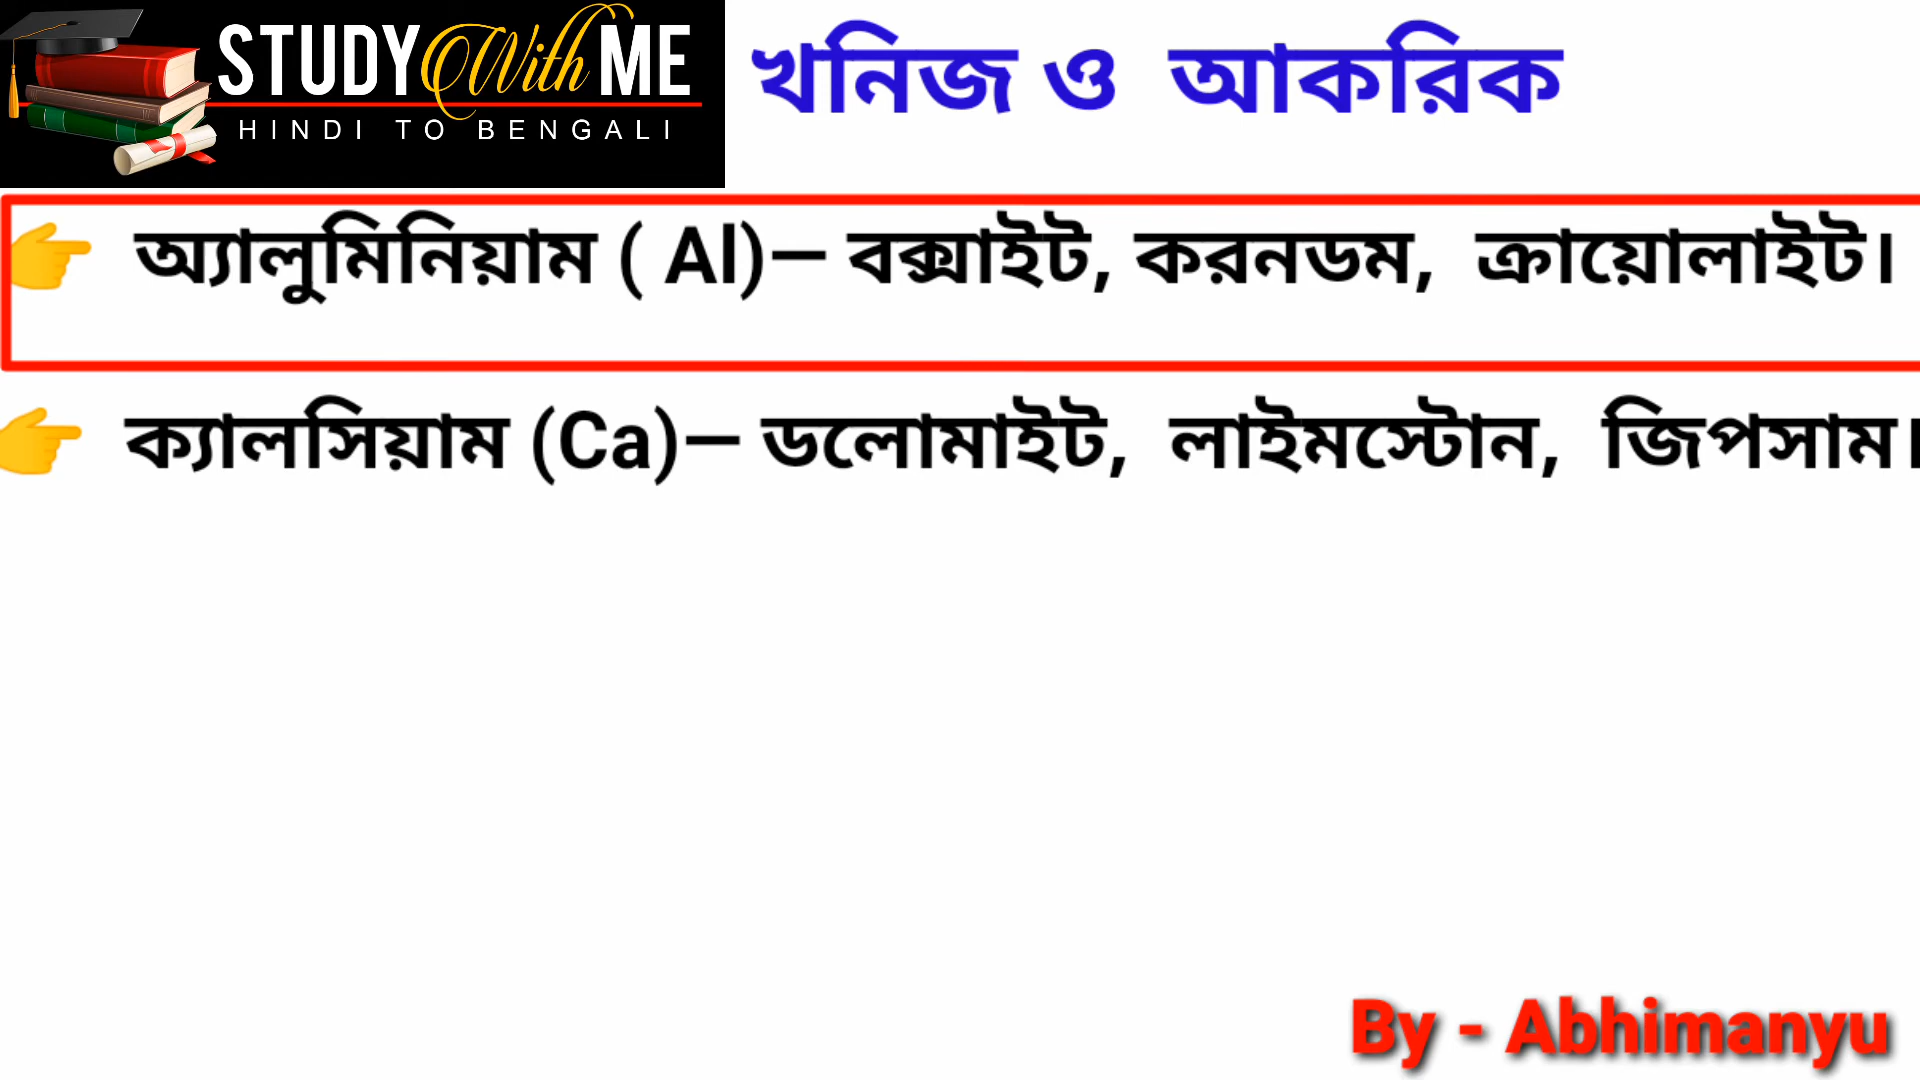 STUDY With ME
HINDI TO BENGALI
খনিজ ও আকরিক
👉 অ্যালুমিনিয়াম ( Al)— বক্সাইট, করনডম, ক্রায়োলাইট।
👉 ক্যালসিয়াম (Ca)— ডলোমাইট, লাইমস্টোন, জিপসাম।
By - Abhimanyu